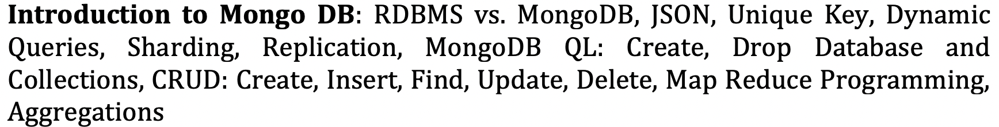 Introduction to Mongo DB: RDBMS vs. MongoDB, JSON, Unique Key, Dynamic
Queries, Sharding, Replication, MongoDB QL: Create, Drop Database and
Collections, CRUD: Create, Insert, Find, Update, Delete, Map Reduce Programming,
Aggregations